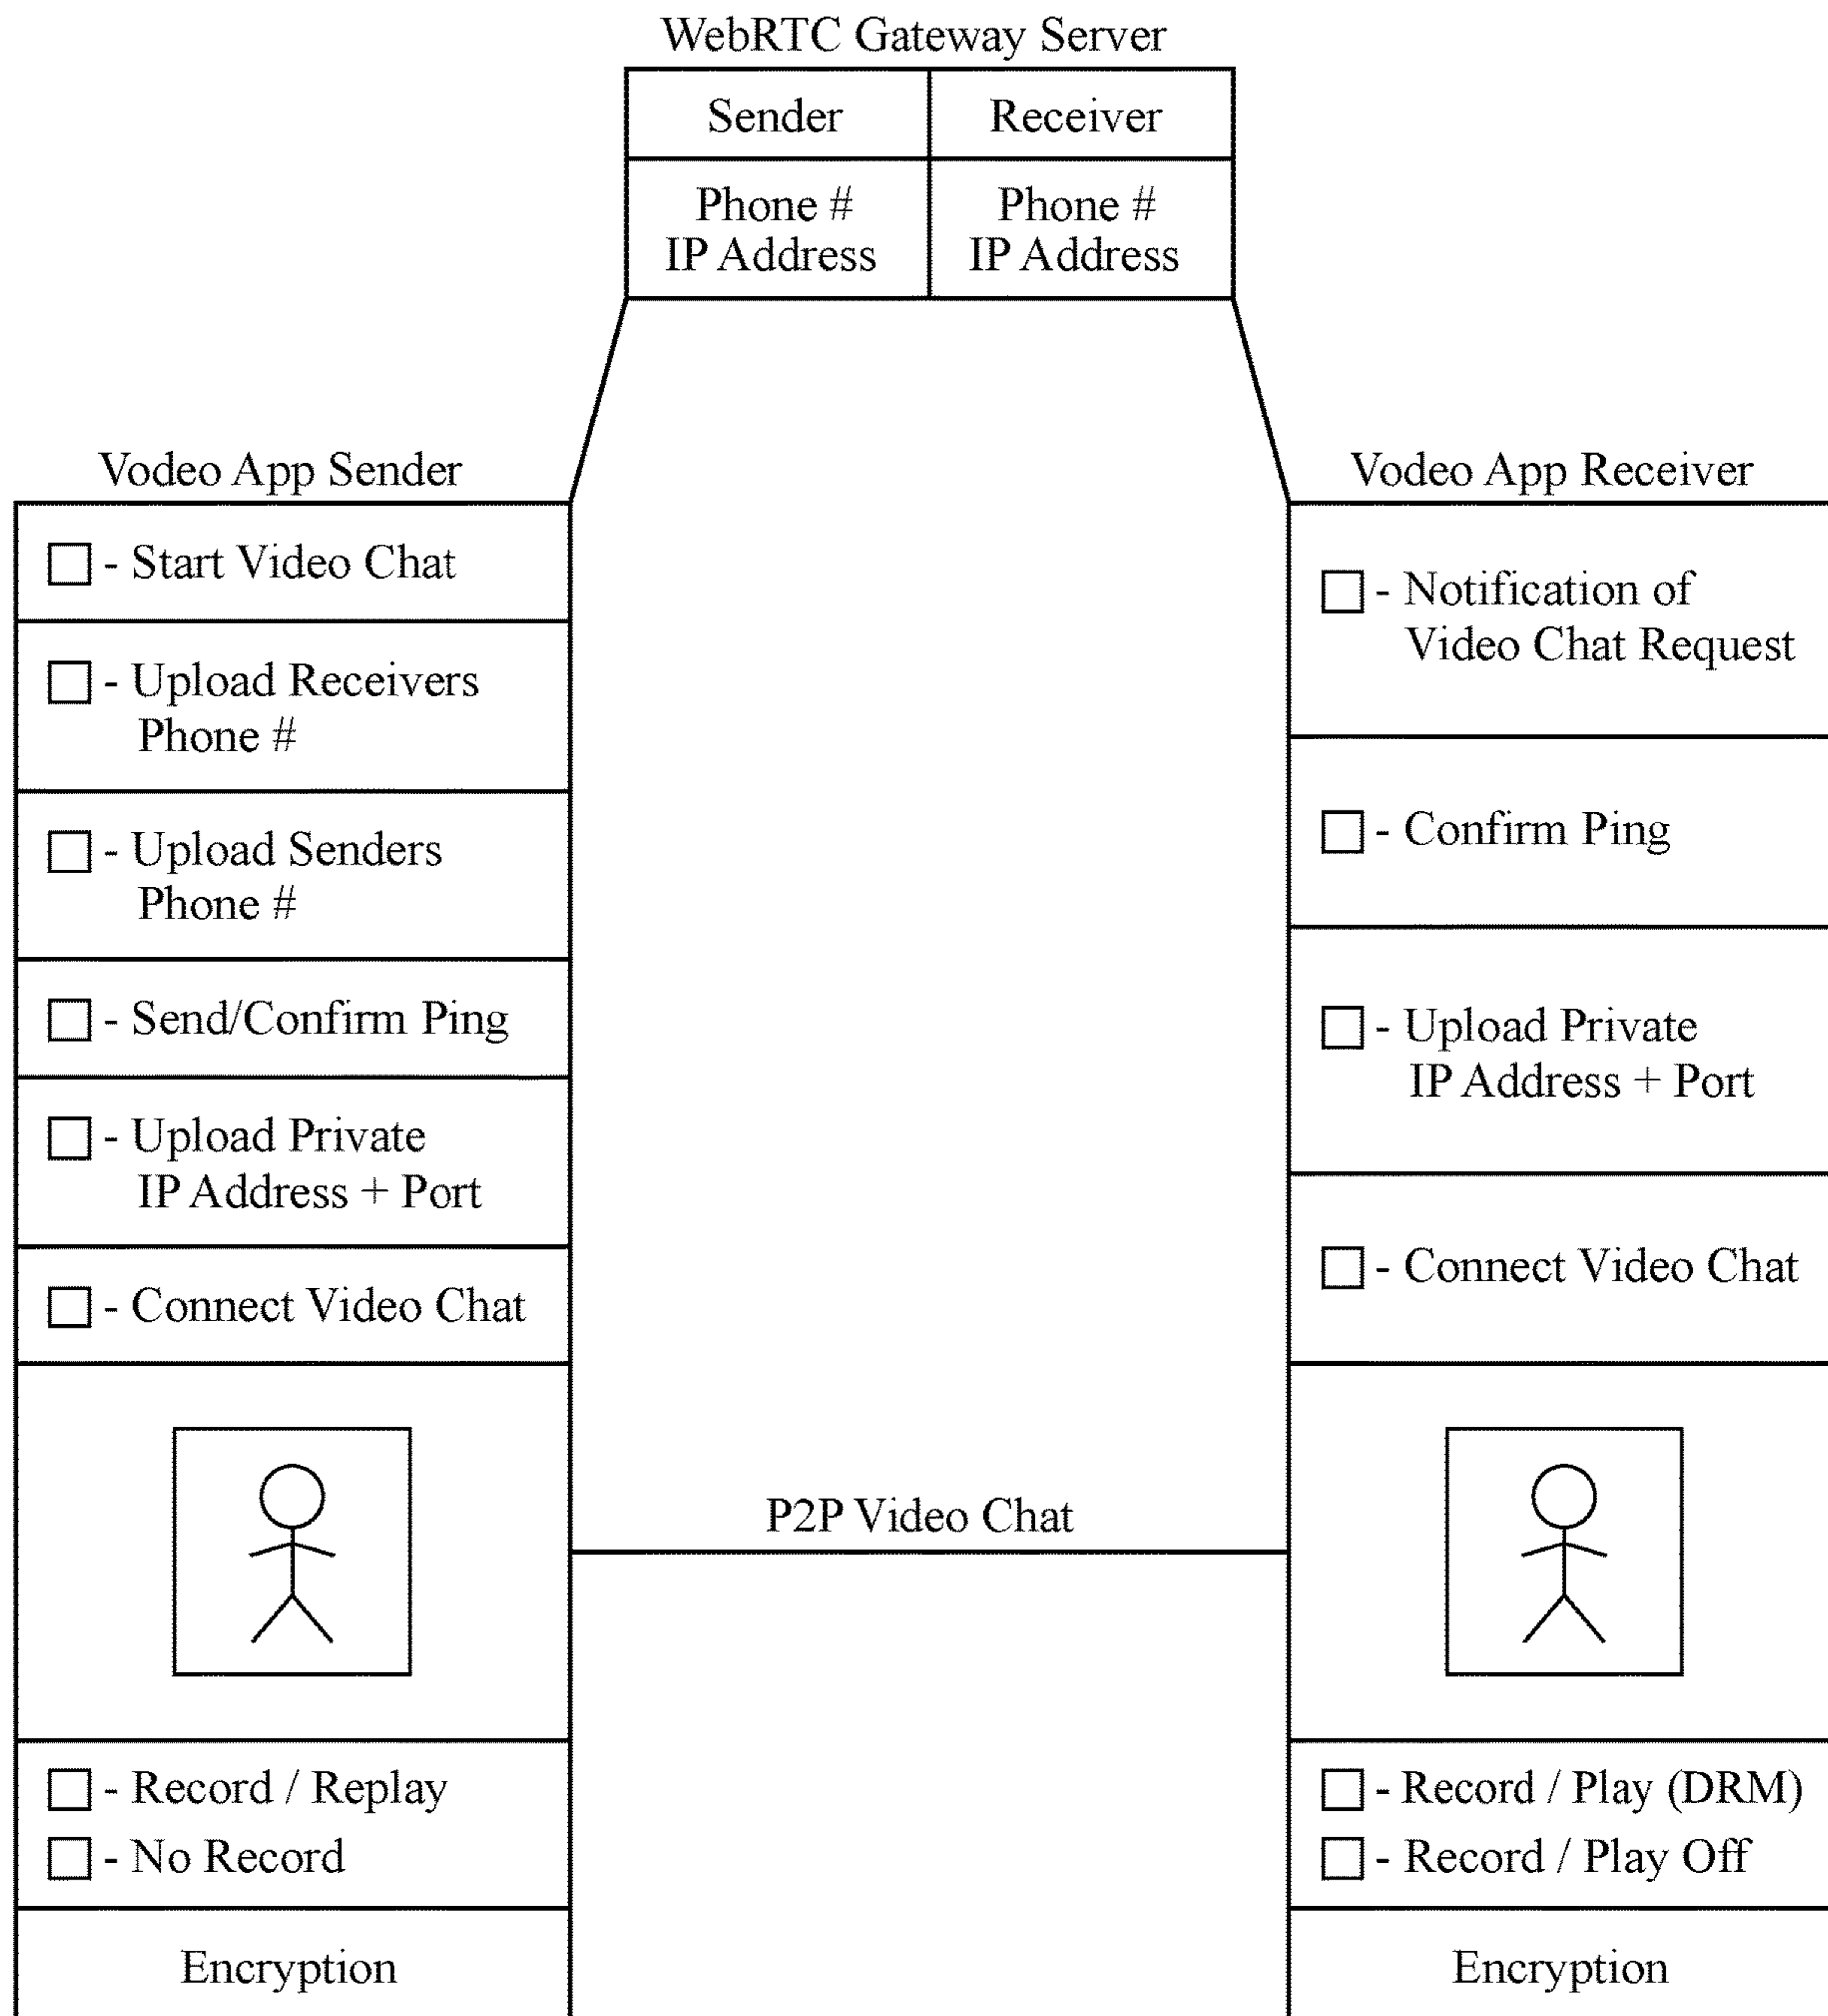 WebRTC Gateway Server
Sender
Receiver
Phone #
IP Address
Phone #
IP Address
Vodeo App Sender
- Start Video Chat
- Upload Receivers
Phone #
- Upload Senders
Phone #
- Send/Confirm Ping
- Upload Private
IP Address + Port
- Connect Video Chat
- Record / Replay
- No Record
Encryption
P2P Video Chat
Vodeo App Receiver
- Notification of
Video Chat Request
- Confirm Ping
- Upload Private
IP Address + Port
- Connect Video Chat
- Record / Play (DRM)
- Record / Play Off
Encryption